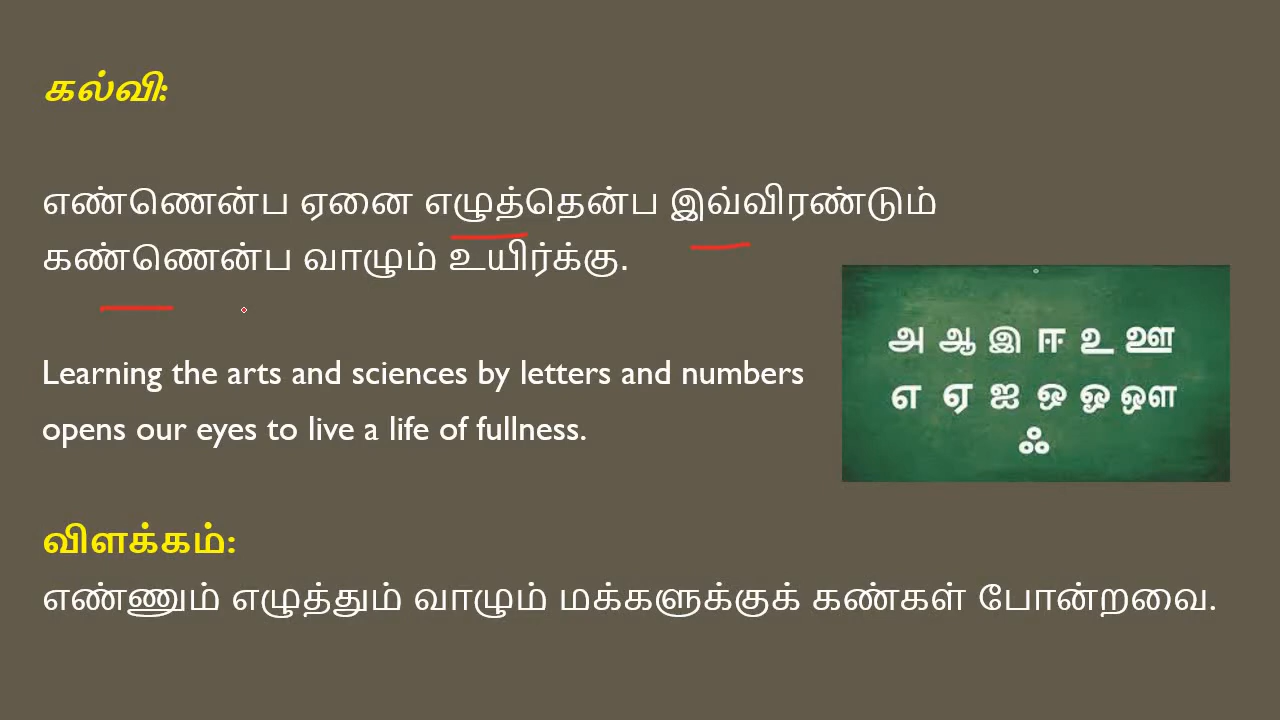 கல்வி:
எண்ணென்ப ஏனை எழுத்தென்ப இவ்விரண்டும்
கண்ணென்ப வாழும் உயிர்க்கு.
Learning the arts and sciences by letters and numbers
opens our eyes to live a life of fullness.
அ ஆ இ ஈ உ ஊ
எ ஏ ஐ ஒ ஓ ஔ
ஃ
விளக்கம்:
எண்ணும் எழுத்தும் வாழும் மக்களுக்குக் கண்கள் போன்றவை.